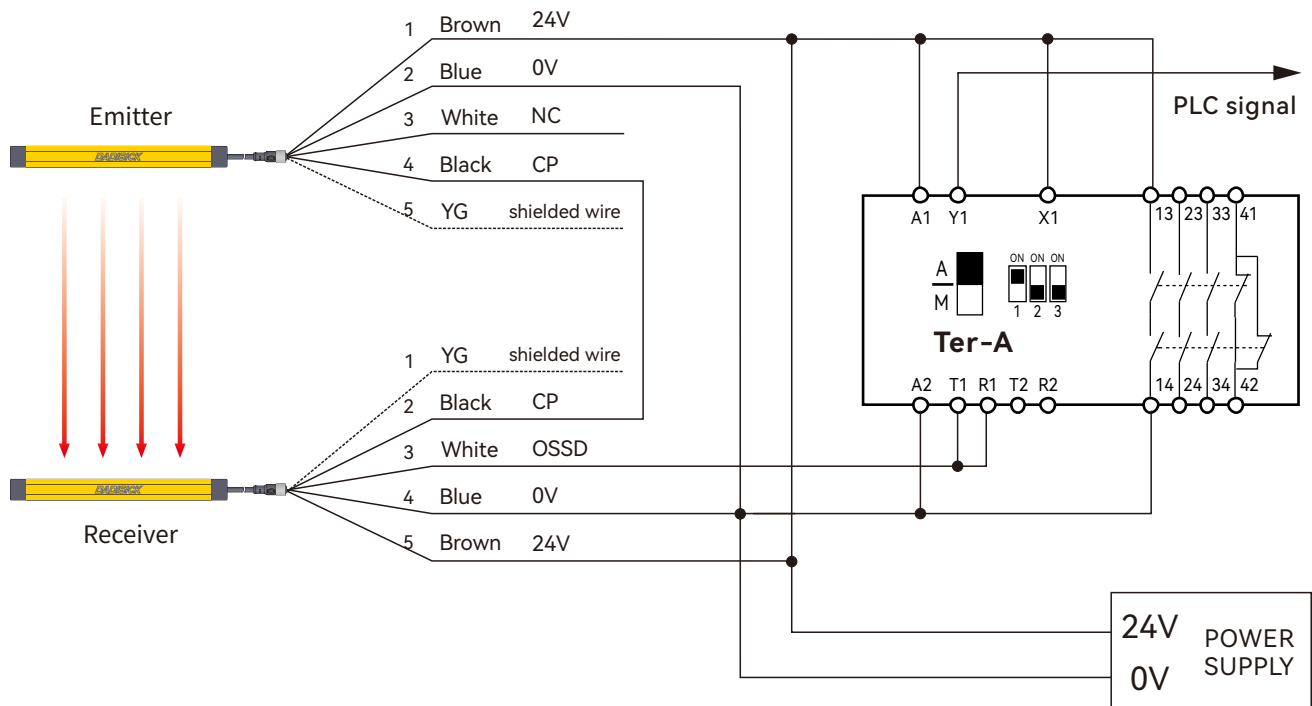 1 Brown 24V
2 Blue 0V
3 White NC
4 Black CP
5 YG shielded wire
Emitter
DADISICK
PLC signal
A1 Y1 X1 13 23 33 41
A
M
ON ON ON
1 2 3
Ter-A
A2 T1 R1 T2 R2 14 24 34 42
1 YG shielded wire
2 Black CP
3 White OSSD
4 Blue 0V
5 Brown 24V
DADISICK
Receiver
24V
0V
POWER
SUPPLY